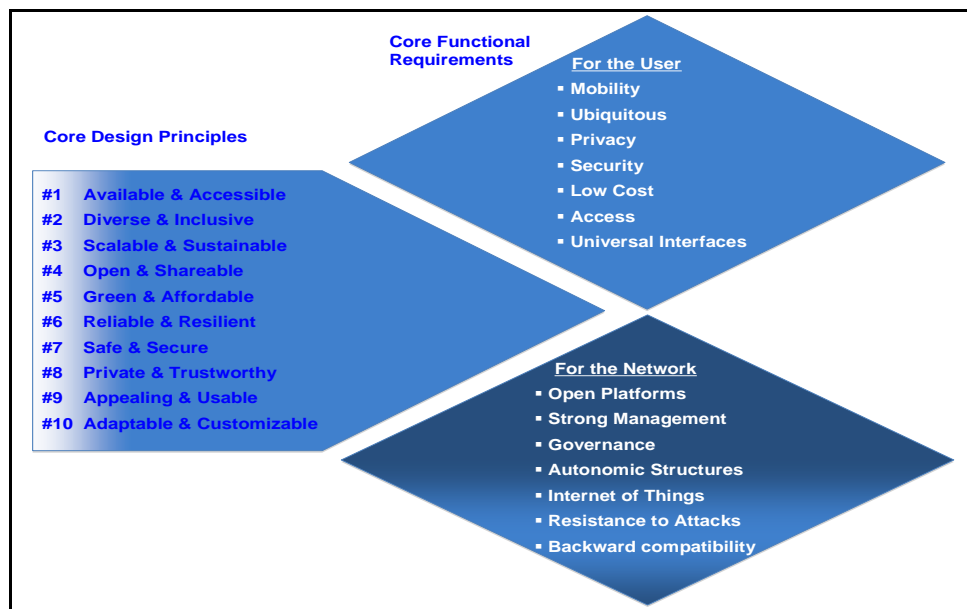 Core Functional
Requirements
For the User
▪ Mobility
▪ Ubiquitous
▪ Privacy
▪ Security
▪ Low Cost
▪ Access
▪ Universal Interfaces
Core Design Principles
#1 Available & Accessible
#2 Diverse & Inclusive
#3 Scalable & Sustainable
#4 Open & Shareable
#5 Green & Affordable
#6 Reliable & Resilient
#7 Safe & Secure
#8 Private & Trustworthy
#9 Appealing & Usable
#10 Adaptable & Customizable
For the Network
▪ Open Platforms
▪ Strong Management
▪ Governance
▪ Autonomic Structures
▪ Internet of Things
▪ Resistance to Attacks
▪ Backward compatibility